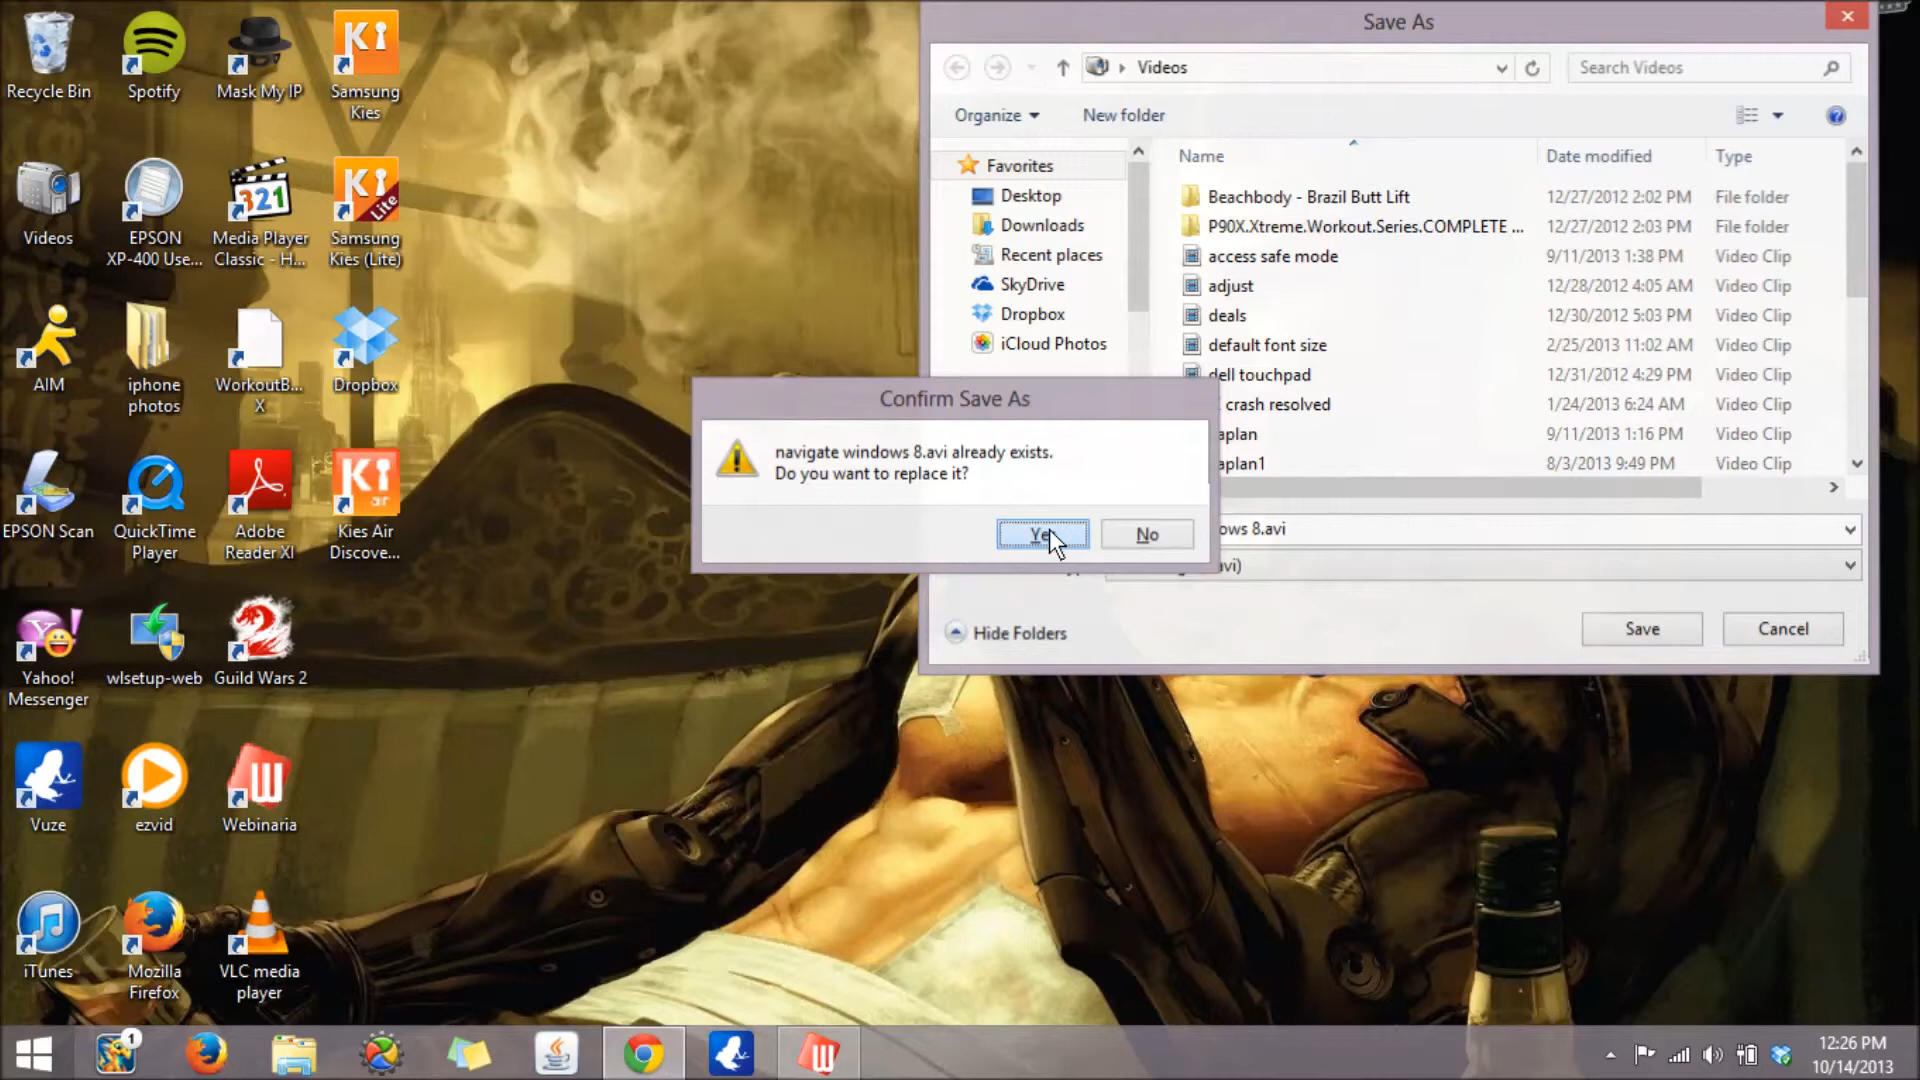 Recycle Bin
Spotify
Mask My IP
Samsung
Kies
Videos
EPSON
XP-400 Use...
Media Player
Classic - H...
Samsung
Kies (Lite)
AIM
iphone
photos
WorkoutB...
X
Dropbox
EPSON Scan
QuickTime
Player
Adobe
Reader XI
Kies Air
Discove...
Yahoo!
Messenger
wlsetup-web
Guild Wars 2
Vuze
ezvid
Webinaria
iTunes
Mozilla
Firefox
VLC media
player
Save As
Videos
Search Videos
Organize
New folder
Favorites
Desktop
Downloads
Recent places
SkyDrive
Dropbox
iCloud Photos
Name Date modified Type
Beachbody - Brazil Butt Lift 12/27/2012 2:02 PM File folder
P90X.Xtreme.Workout.Series.COMPLETE ... 12/27/2012 2:03 PM File folder
access safe mode 9/11/2013 1:38 PM Video Clip
adjust 12/28/2012 4:05 AM Video Clip
deals 12/30/2012 5:03 PM Video Clip
default font size 2/25/2013 11:02 AM Video Clip
dell touchpad 12/31/2012 4:29 PM Video Clip
crash resolved 1/24/2013 6:24 AM Video Clip
aplan 9/11/2013 1:16 PM Video Clip
aplan1 8/3/2013 9:49 PM Video Clip
ows 8.avi
avi)
Hide Folders
Save
Cancel
Confirm Save As
navigate windows 8.avi already exists.
Do you want to replace it?
Yes
No
12:26 PM
10/14/2013